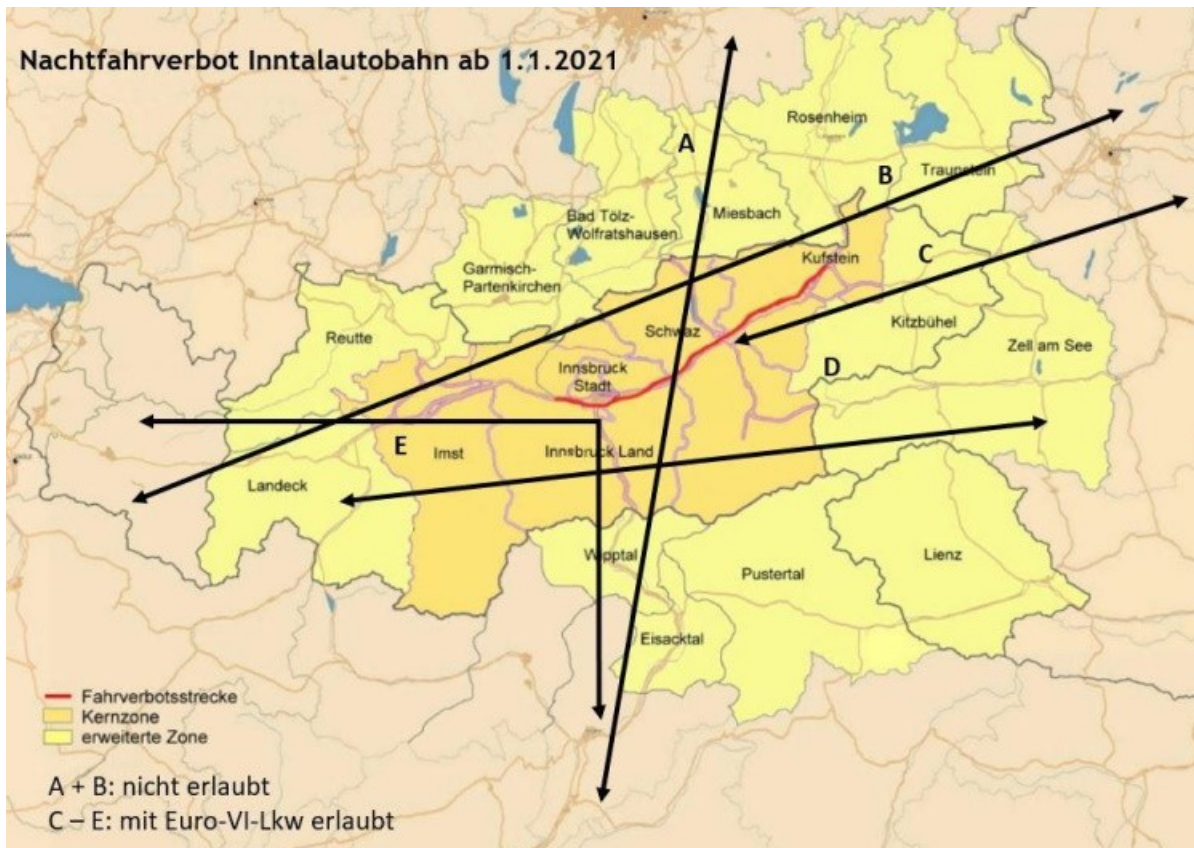 Nachtfahrverbot Inntalautobahn ab 1.1.2021
A
Rosenheim
B
Traunstein
Bad Tölz-
Wolfratshausen
Miesbach
Garmisch-
Partenkirchen
Kufstein
C
Reutte
Schwaz
Kitzbühel
Zell am See
Innsbruck
Stadt
D
E
Imst
Innsbruck Land
Landeck
Wipptal
Pustertal
Lienz
Eisacktal
Fahrverbotsstrecke
Kernzone
erweiterte Zone
A + B: nicht erlaubt
C – E: mit Euro-VI-Lkw erlaubt